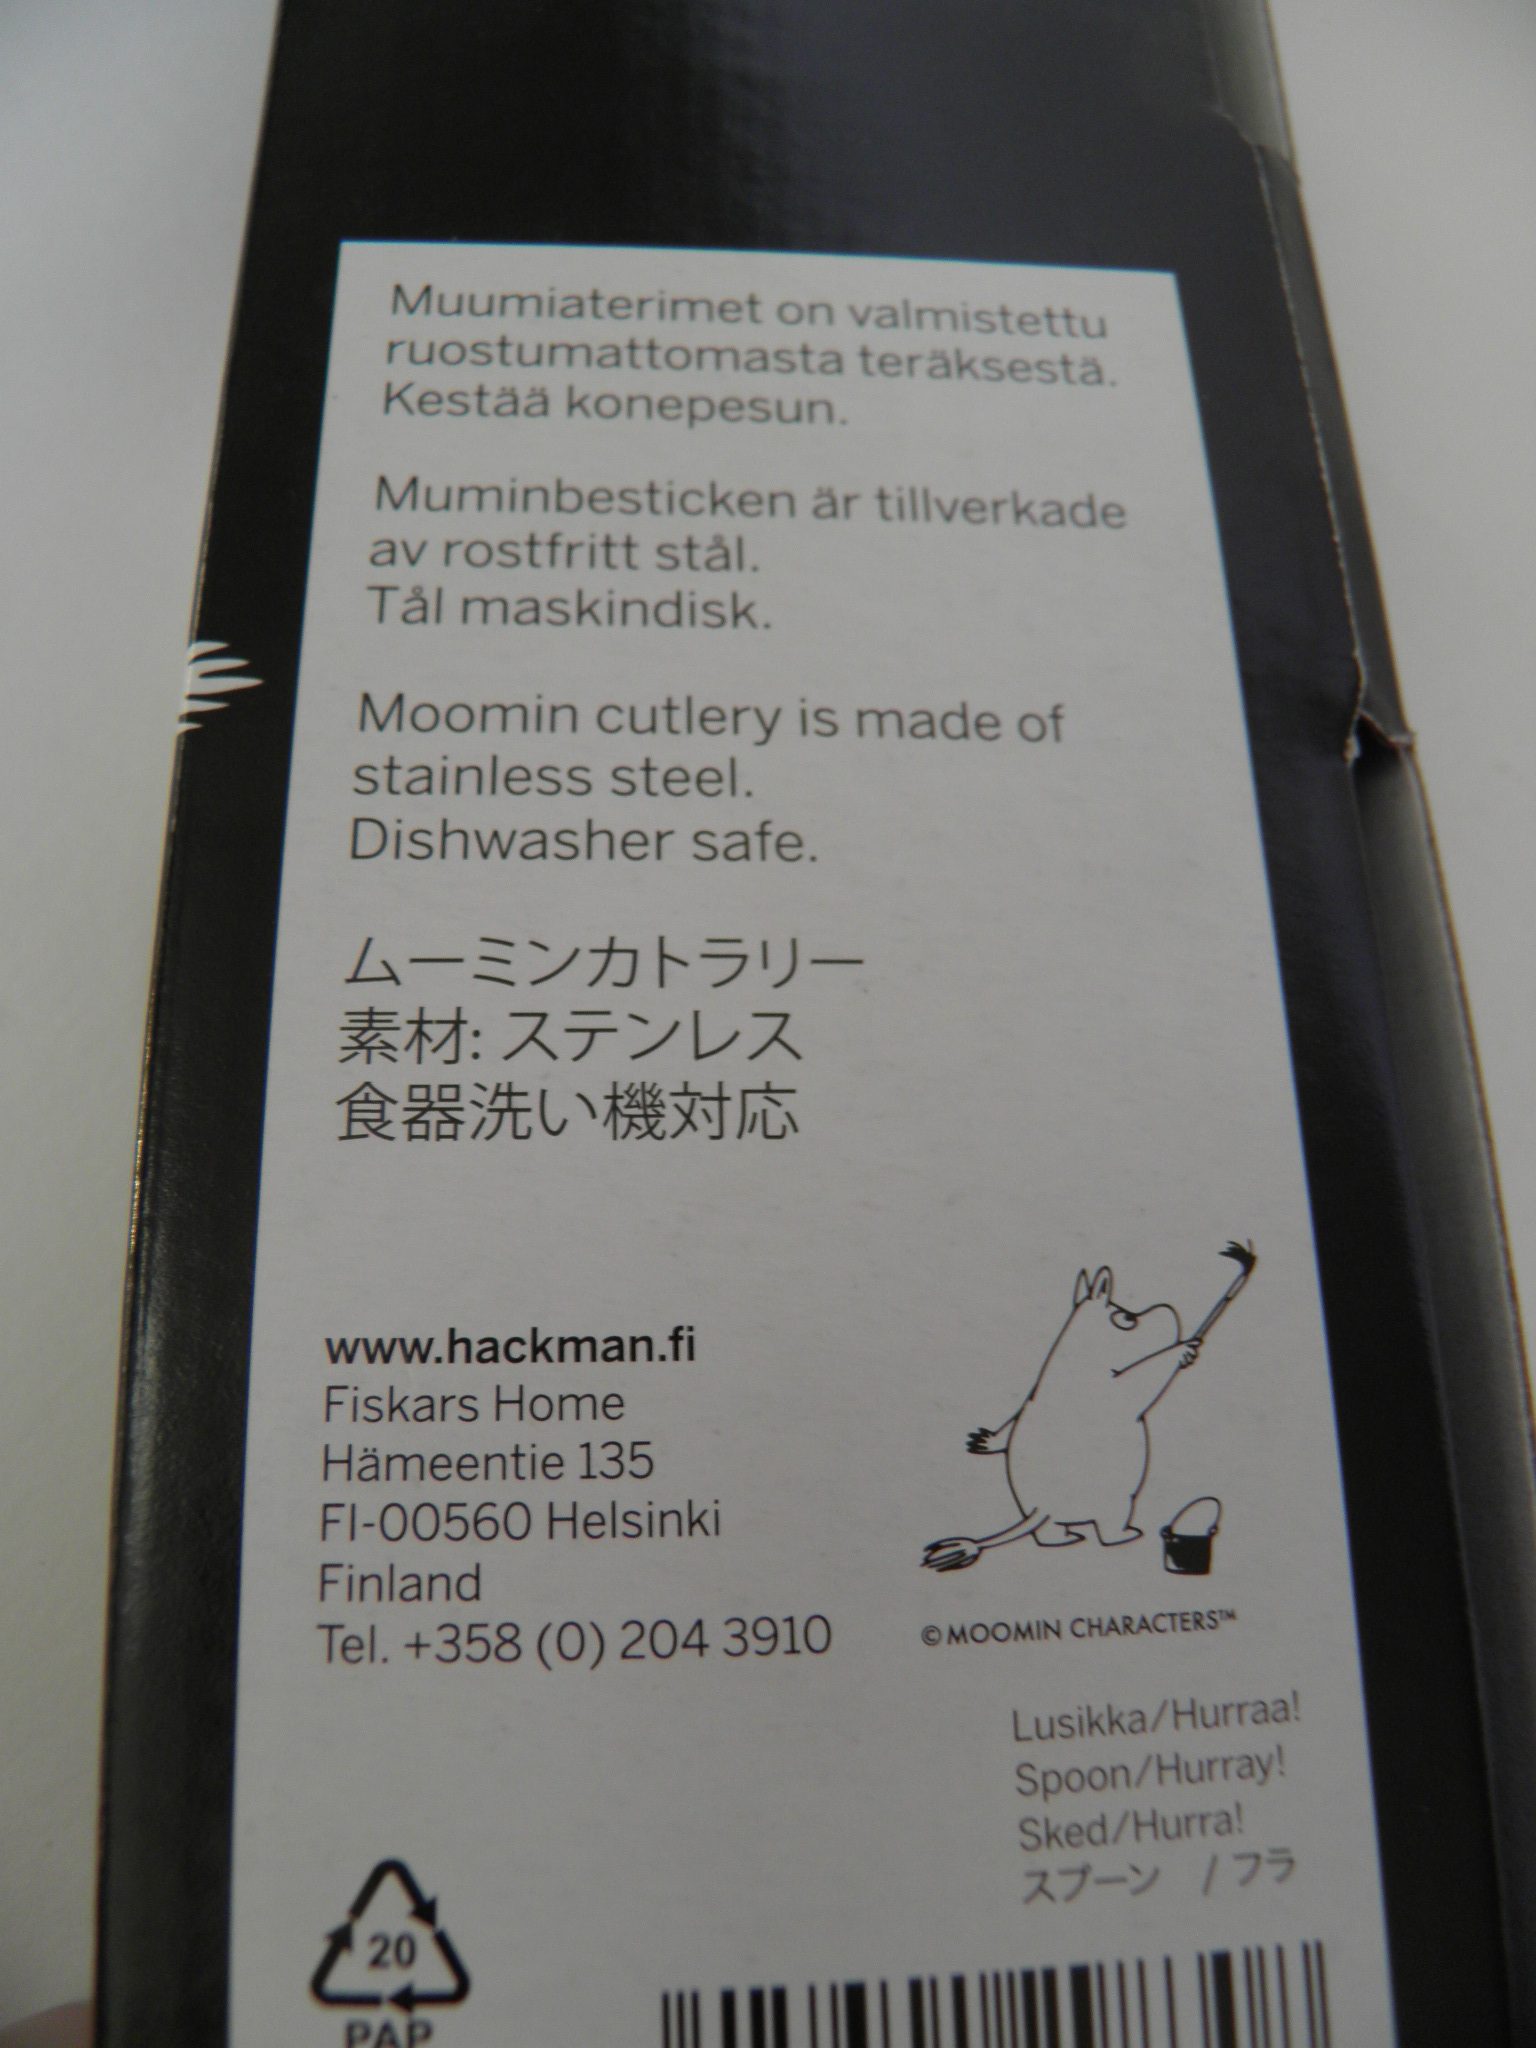 Muumiaterimet on valmistettu
ruostumattomasta teräksestä.
Kestää konepesun.
Muminbesticken är tillverkade
av rostfritt stål.
Tål maskindisk.
Moomin cutlery is made of
stainless steel.
Dishwasher safe.
ムーミンカトラリー
素材: ステンレス
食器洗い機対応
www.hackman.fi
Fiskars Home
Hämeentie 135
FI-00560 Helsinki
Finland
Tel. +358 (0) 204 3910
© MOOMIN CHARACTERS™
Lusikka/Hurraa!
Spoon/Hurray!
Sked/Hurra!
スプーン /フラ
20
PAP